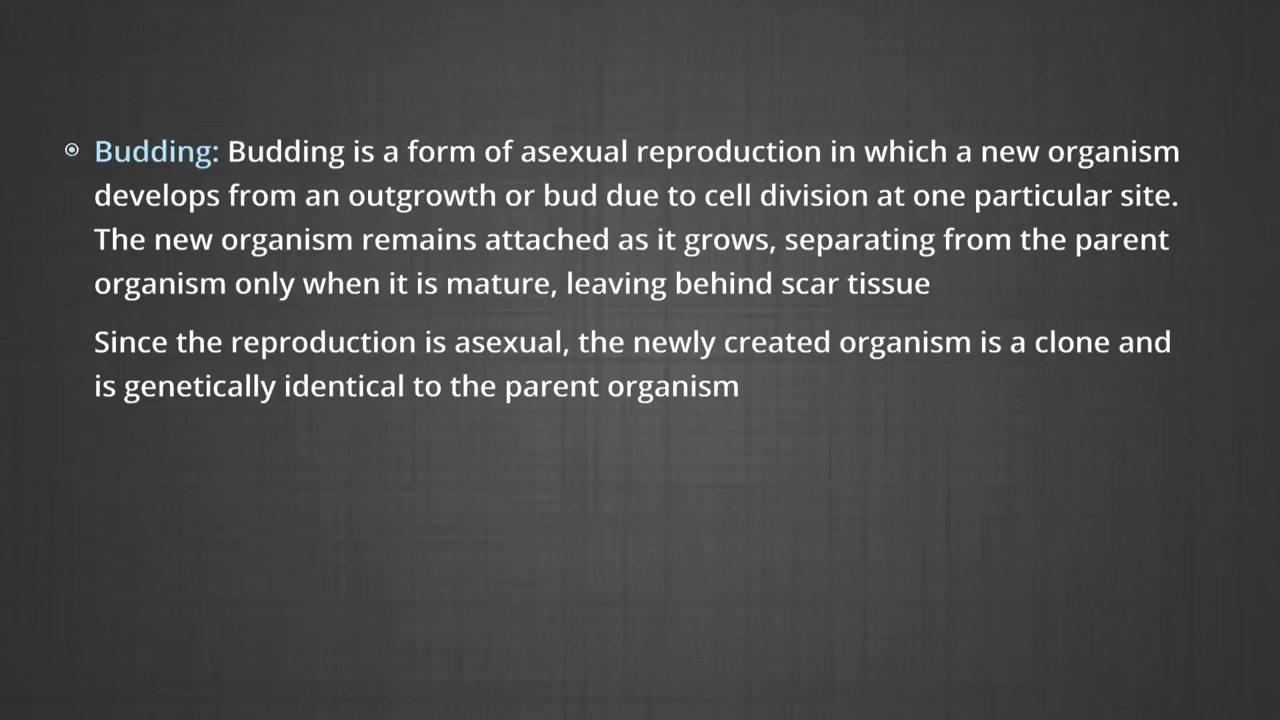 Budding: Budding is a form of asexual reproduction in which a new organism
develops from an outgrowth or bud due to cell division at one particular site.
The new organism remains attached as it grows, separating from the parent
organism only when it is mature, leaving behind scar tissue
Since the reproduction is asexual, the newly created organism is a clone and
is genetically identical to the parent organism